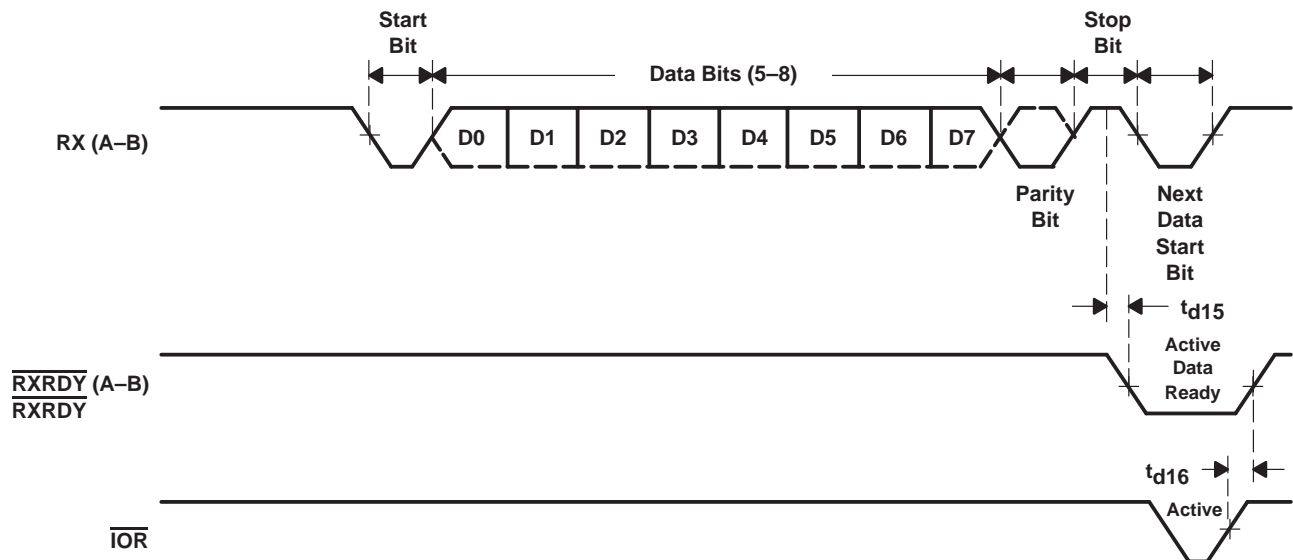 Start
Bit
Stop
Bit
Data Bits (5–8)
RX (A–B)
D0
D1
D2
D3
D4
D5
D6
D7
Parity
Bit
Next
Data
Start
Bit
td15
RXRDY (A–B)
RXRDY
Active
Data
Ready
td16
IOR
Active